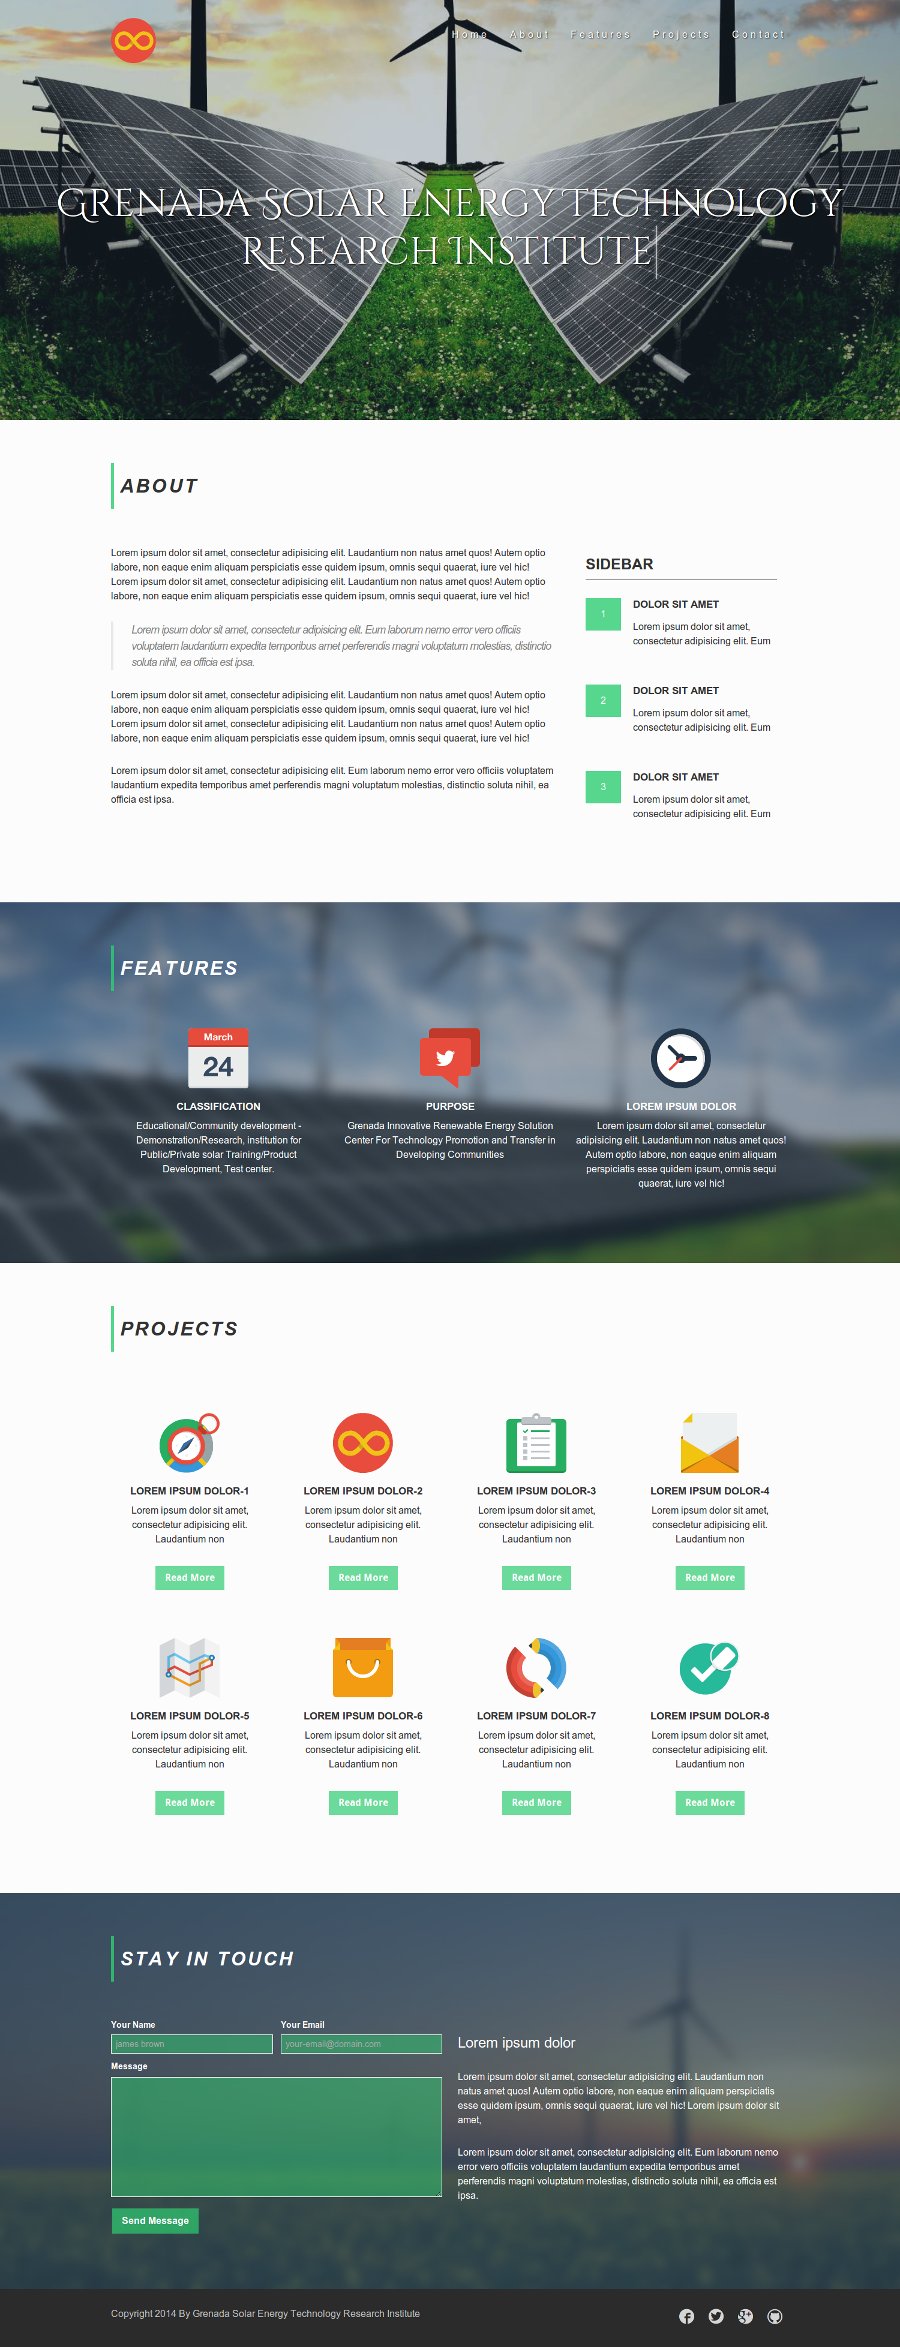 Home About Features Projects Contact
Grenada Solar Energy Technology
Research Institute
ABOUT
Lorem ipsum dolor sit amet, consectetur adipisicing elit. Laudantium non natus amet quos! Autem optio
labore, non eaque enim aliquam perspiciatis esse quidem ipsum, omnis sequi quaerat, iure vel hic!
Lorem ipsum dolor sit amet, consectetur adipisicing elit. Laudantium non natus amet quos! Autem optio
labore, non eaque enim aliquam perspiciatis esse quidem ipsum, omnis sequi quaerat, iure vel hic!
Lorem ipsum dolor sit amet, consectetur adipisicing elit. Eum laborum nemo error vero officiis
voluptatem laudantium expedita temporibus amet perferendis magni voluptatum molestias, distinctio
soluta nihil, ea officia est ipsa.
Lorem ipsum dolor sit amet, consectetur adipisicing elit. Laudantium non natus amet quos! Autem optio
labore, non eaque enim aliquam perspiciatis esse quidem ipsum, omnis sequi quaerat, iure vel hic!
Lorem ipsum dolor sit amet, consectetur adipisicing elit. Laudantium non natus amet quos! Autem optio
labore, non eaque enim aliquam perspiciatis esse quidem ipsum, omnis sequi quaerat, iure vel hic!
Lorem ipsum dolor sit amet, consectetur adipisicing elit. Eum laborum nemo error vero officiis voluptatem
laudantium expedita temporibus amet perferendis magni voluptatum molestias, distinctio soluta nihil, ea
officia est ipsa.
SIDEBAR
1
DOLOR SIT AMET
Lorem ipsum dolor sit amet,
consectetur adipisicing elit. Eum
2
DOLOR SIT AMET
Lorem ipsum dolor sit amet,
consectetur adipisicing elit. Eum
3
DOLOR SIT AMET
Lorem ipsum dolor sit amet,
consectetur adipisicing elit. Eum
FEATURES
March
24
CLASSIFICATION
Educational/Community development -
Demonstration/Research, institution for
Public/Private solar Training/Product
Development, Test center.
PURPOSE
Grenada Innovative Renewable Energy Solution
Center For Technology Promotion and Transfer in
Developing Communities
LOREM IPSUM DOLOR
Lorem ipsum dolor sit amet, consectetur
adipisicing elit. Laudantium non natus amet quos!
Autem optio labore, non eaque enim aliquam
perspiciatis esse quidem ipsum, omnis sequi
quaerat, iure vel hic!
PROJECTS
LOREM IPSUM DOLOR-1
Lorem ipsum dolor sit amet,
consectetur adipisicing elit.
Laudantium non
Read More
LOREM IPSUM DOLOR-2
Lorem ipsum dolor sit amet,
consectetur adipisicing elit.
Laudantium non
Read More
LOREM IPSUM DOLOR-3
Lorem ipsum dolor sit amet,
consectetur adipisicing elit.
Laudantium non
Read More
LOREM IPSUM DOLOR-4
Lorem ipsum dolor sit amet,
consectetur adipisicing elit.
Laudantium non
Read More
LOREM IPSUM DOLOR-5
Lorem ipsum dolor sit amet,
consectetur adipisicing elit.
Laudantium non
Read More
LOREM IPSUM DOLOR-6
Lorem ipsum dolor sit amet,
consectetur adipisicing elit.
Laudantium non
Read More
LOREM IPSUM DOLOR-7
Lorem ipsum dolor sit amet,
consectetur adipisicing elit.
Laudantium non
Read More
LOREM IPSUM DOLOR-8
Lorem ipsum dolor sit amet,
consectetur adipisicing elit.
Laudantium non
Read More
STAY IN TOUCH
Your Name
james brown
Your Email
your-email@domain.com
Message
Send Message
Lorem ipsum dolor
Lorem ipsum dolor sit amet, consectetur adipisicing elit. Laudantium non
natus amet quos! Autem optio labore, non eaque enim aliquam perspiciatis
esse quidem ipsum, omnis sequi quaerat, iure vel hic! Lorem ipsum dolor sit
amet,
Lorem ipsum dolor sit amet, consectetur adipisicing elit. Eum laborum nemo
error vero officiis voluptatem laudantium expedita temporibus amet
perferendis magni voluptatum molestias, distinctio soluta nihil, ea officia est
ipsa.
Copyright 2014 By Grenada Solar Energy Technology Research Institute